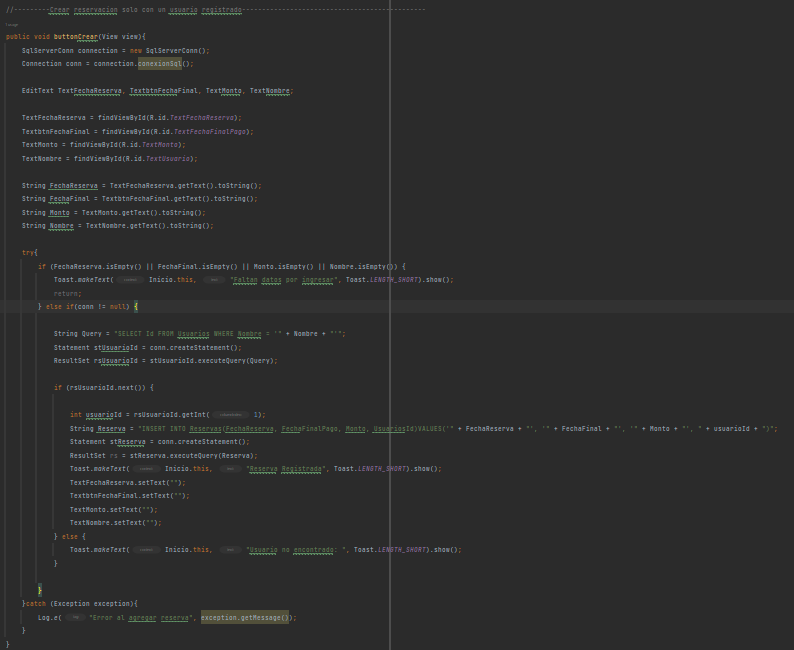 //---------Crear reservacion solo con un usuario registrado----------------------------------------------
1 usage
public void buttonCrear(View view){
SqlServerConn connection = new SqlServerConn();
Connection conn = connection.conexionSql();
EditText TextFechaReserva, TextbtnFechaFinal, TextMonto, TextNombre;
TextFechaReserva = findViewById(R.id.TextFechaReserva);
TextbtnFechaFinal = findViewById(R.id.TextFechaFinalPago);
TextMonto = findViewById(R.id.TextMonto);
TextNombre = findViewById(R.id.TextUsuario);
String FechaReserva = TextFechaReserva.getText().toString();
String FechaFinal = TextbtnFechaFinal.getText().toString();
String Monto = TextMonto.getText().toString();
String Nombre = TextNombre.getText().toString();
try{
if (FechaReserva.isEmpty() || FechaFinal.isEmpty() || Monto.isEmpty() || Nombre.isEmpty()) {
Toast.makeText( Inicio.this, "Faltan datos por ingresar", Toast.LENGTH_SHORT).show();
return;
} else if(conn != null) {
String Query = "SELECT Id FROM Usuarios WHERE Nombre = '" + Nombre + "'";
Statement stUsuarioId = conn.createStatement();
ResultSet rsUsuarioId = stUsuarioId.executeQuery(Query);
if (rsUsuarioId.next()) {
int usuarioId = rsUsuarioId.getInt( 1);
String Reserva = "INSERT INTO Reservas(FechaReserva, FechaFinalPago, Monto, UsuariosId)VALUES('" + FechaReserva + "', '" + FechaFinal + "', '" + Monto + "', " + usuarioId + ")";
Statement stReserva = conn.createStatement();
ResultSet rs = stReserva.executeQuery(Reserva);
Toast.makeText( Inicio.this, "Reserva Registrada", Toast.LENGTH_SHORT).show();
TextFechaReserva.setText("");
TextbtnFechaFinal.setText("");
TextMonto.setText("");
TextNombre.setText("");
} else {
Toast.makeText( Inicio.this, "Usuario no encontrado: ", Toast.LENGTH_SHORT).show();
}
}
}catch (Exception exception){
Log.e( "Error al agregar reserva", exception.getMessage());
}
}